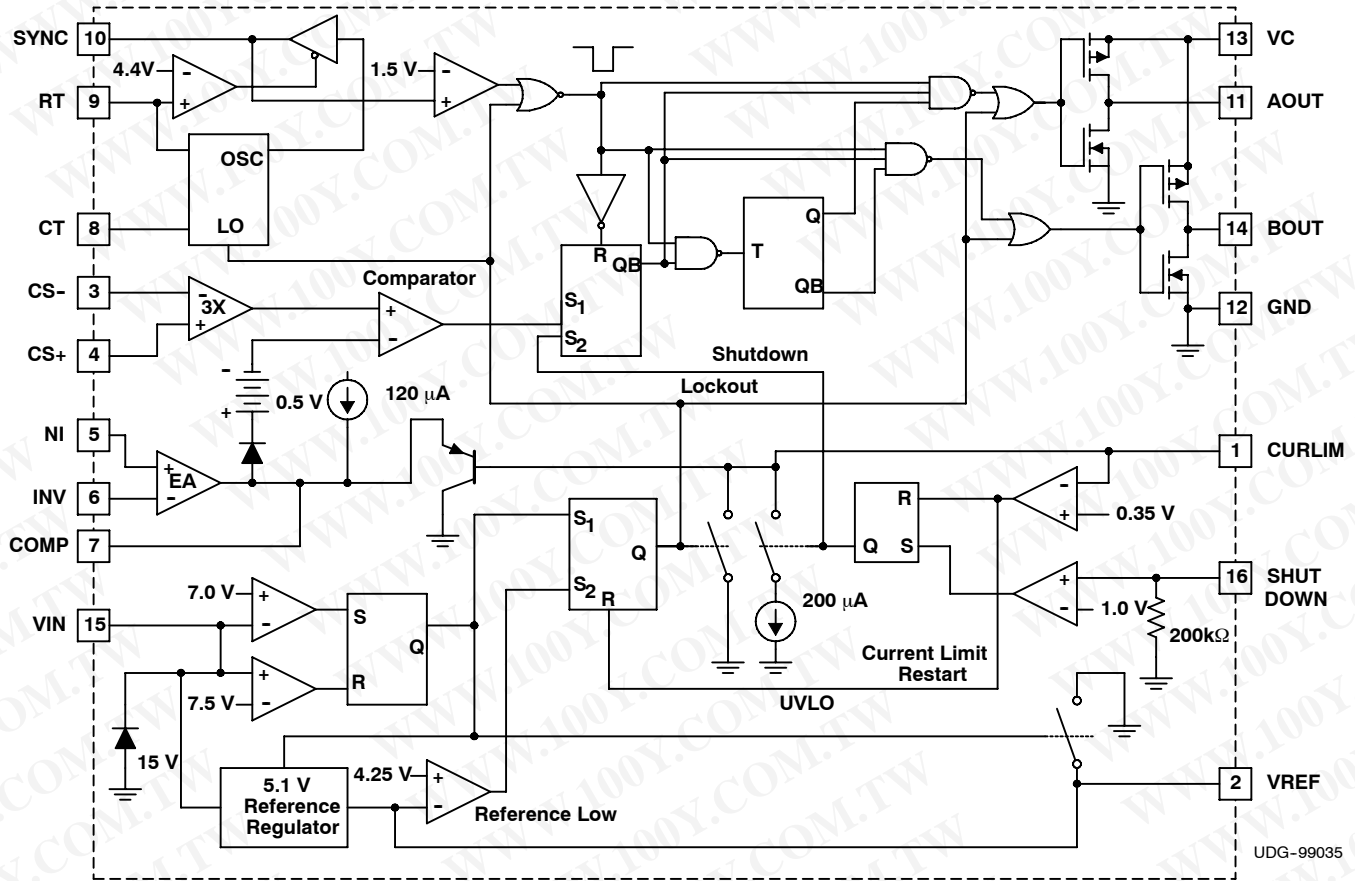 SYNC 10
4.4V
1.5 V
13 VC
RT 9
11 AOUT
OSC
LO
CT 8
Q
T
QB
14 BOUT
R
QB
S1
S2
CS- 3
3X
CS+ 4
Comparator
12 GND
Shutdown
Lockout
0.5 V
120 µA
NI 5
EA
INV 6
COMP 7
1 CURLIM
R
Q
S
0.35 V
S1
S2
Q
R
200 µA
16 SHUT DOWN
1.0 V
200kΩ
7.0 V
VIN 15
S
Q
R
7.5 V
Current Limit
Restart
UVLO
15 V
5.1 V
Reference
Regulator
4.25 V
Reference Low
2 VREF
UDG-99035
WWW.100Y.COM.TW